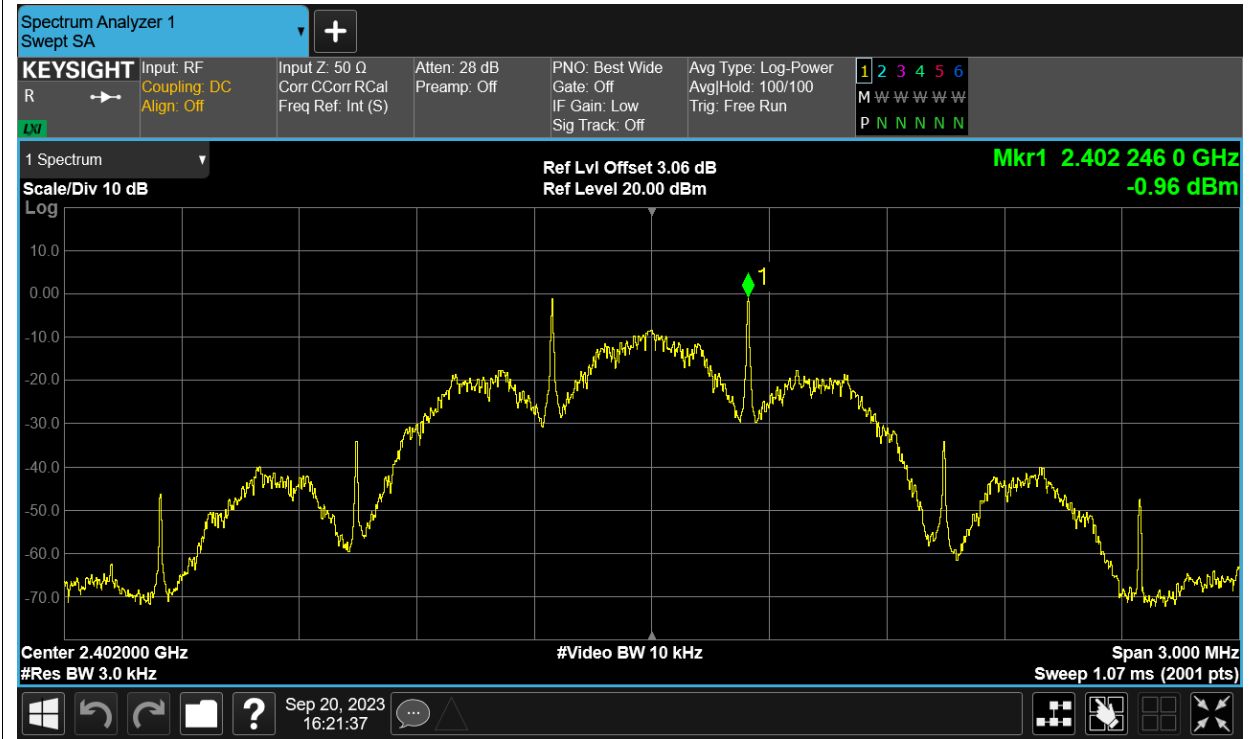 Spectrum Analyzer 1
Swept SA
+
KEYSIGHT
R
LXI
Input: RF
Coupling: DC
Align: Off
Input Z: 50 Ω
Corr CCorr RCal
Freq Ref: Int (S)
Atten: 28 dB
Preamp: Off
PNO: Best Wide
Gate: Off
IF Gain: Low
Sig Track: Off
Avg Type: Log-Power
Avg|Hold: 100/100
Trig: Free Run
1 2 3 4 5 6
M W W W W W W
P N N N N N N
1 Spectrum
Scale/Div 10 dB
Log
Ref Lvl Offset 3.06 dB
Ref Level 20.00 dBm
Mkr1 2.402 246 0 GHz
-0.96 dBm
10.0
0.00
-10.0
-20.0
-30.0
-40.0
-50.0
-60.0
-70.0
1
Center 2.402000 GHz
#Res BW 3.0 kHz
#Video BW 10 kHz
Span 3.000 MHz
Sweep 1.07 ms (2001 pts)
?
Sep 20, 2023
16:21:37